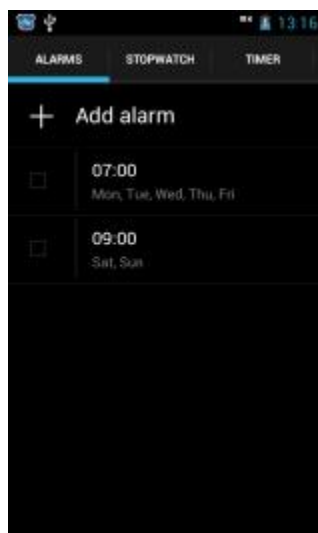 13:16
ALARMS STOPWATCH TIMER
Add alarm
07:00
Mon, Tue, Wed, Thu, Fri
09:00
Sat, Sun